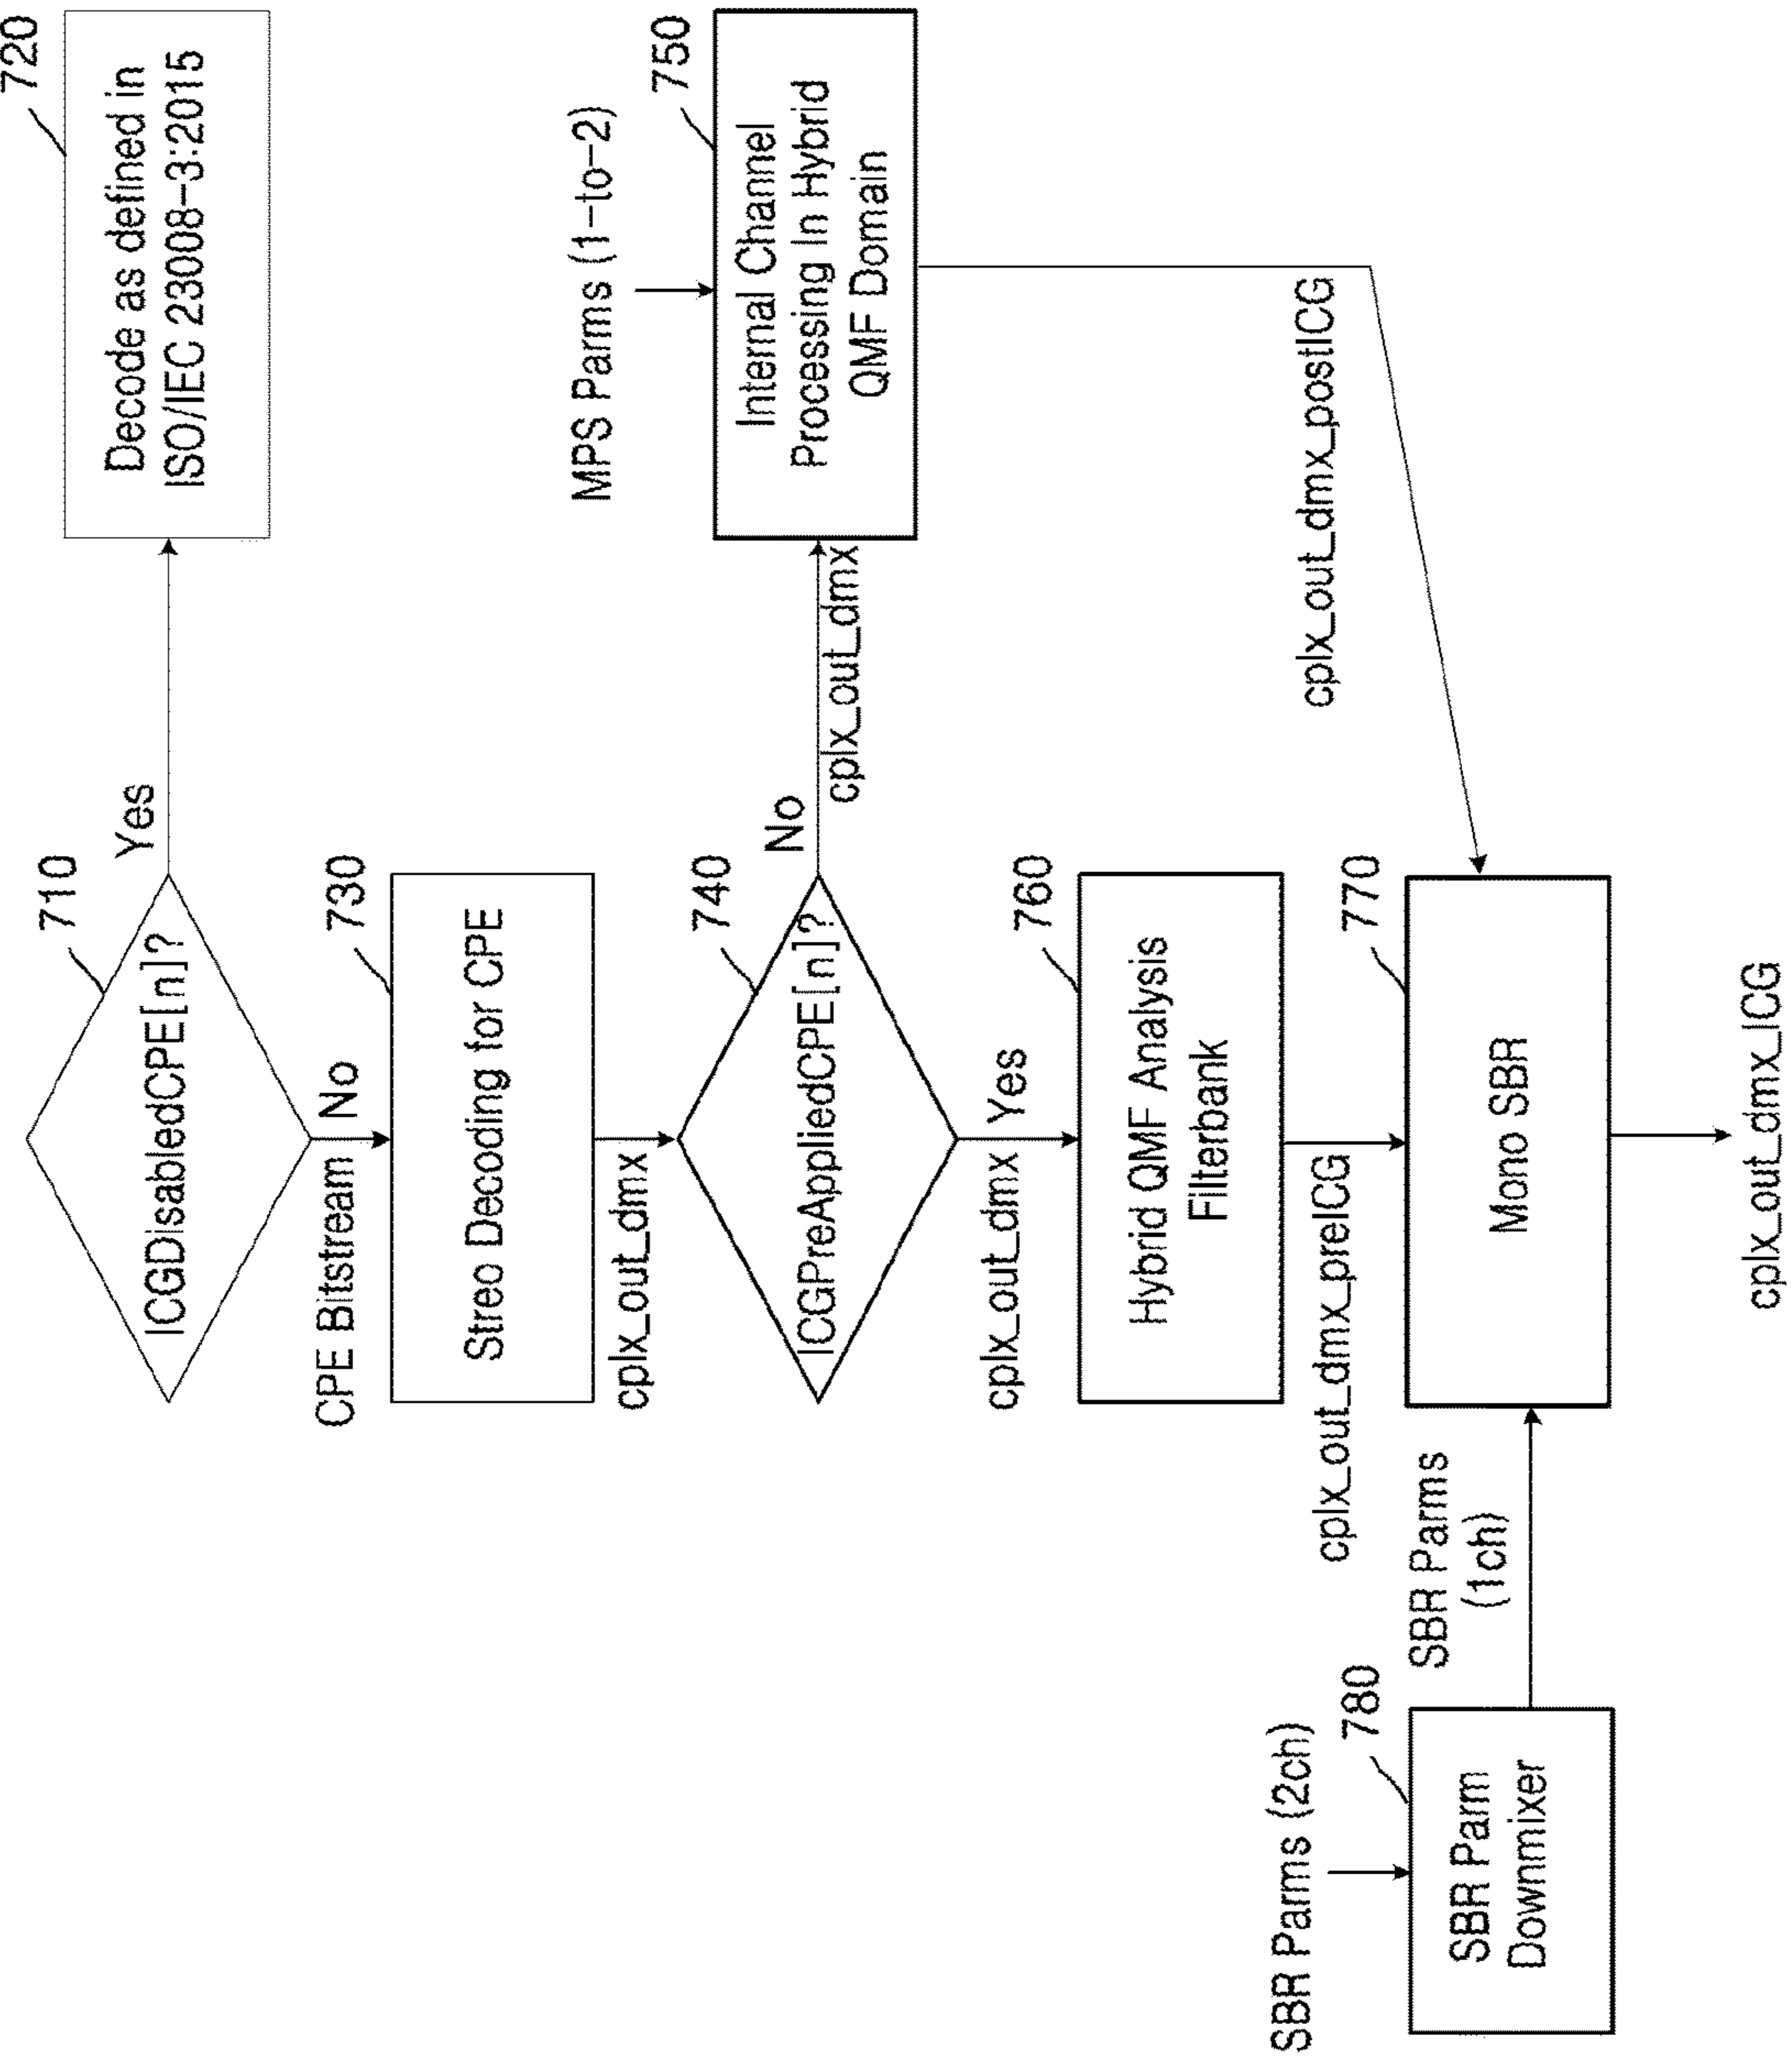 710
ICGDisabledCPE[n]?
Yes
720
Decode as defined in
ISO/IEC 23008-3:2015
CPE Bitstream
No
730
Streo Decoding for CPE
cplx_out_dmx
740
ICGPreAppliedCPE[n]?
No
cplx_out_dmx
MPS Params (1-to-2)
750
Internal Channel
Processing In Hybrid
QMF Domain
cplx_out_dmx
Yes
760
Hybrid QMF Analysis
Filterbank
cplx_out_dmx_preICG
cplx_out_dmx_postICG
770
Mono SBR
SBR Parms (2ch)
780
SBR Parm
Downmixer
SBR Parms
(1ch)
cplx_out_dmx_ICG